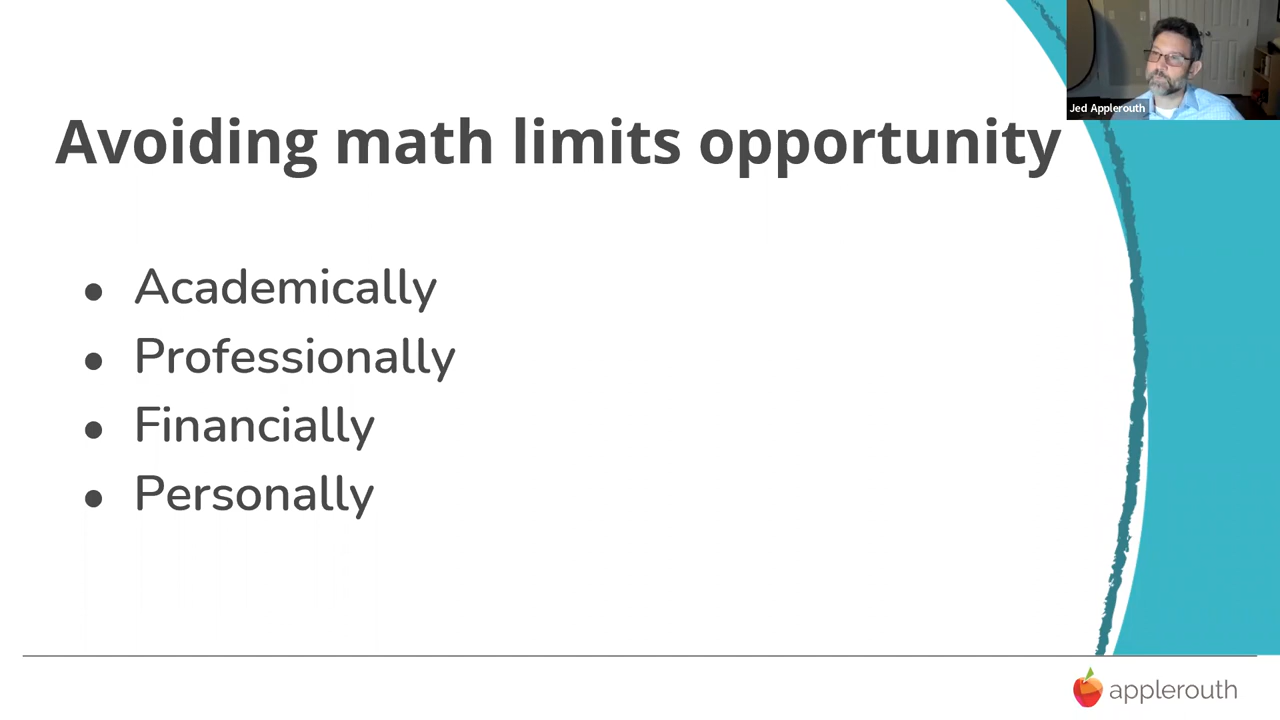 Jed Applerouth
Avoiding math limits opportunity
● Academically
● Professionally
● Financially
● Personally
applerouth